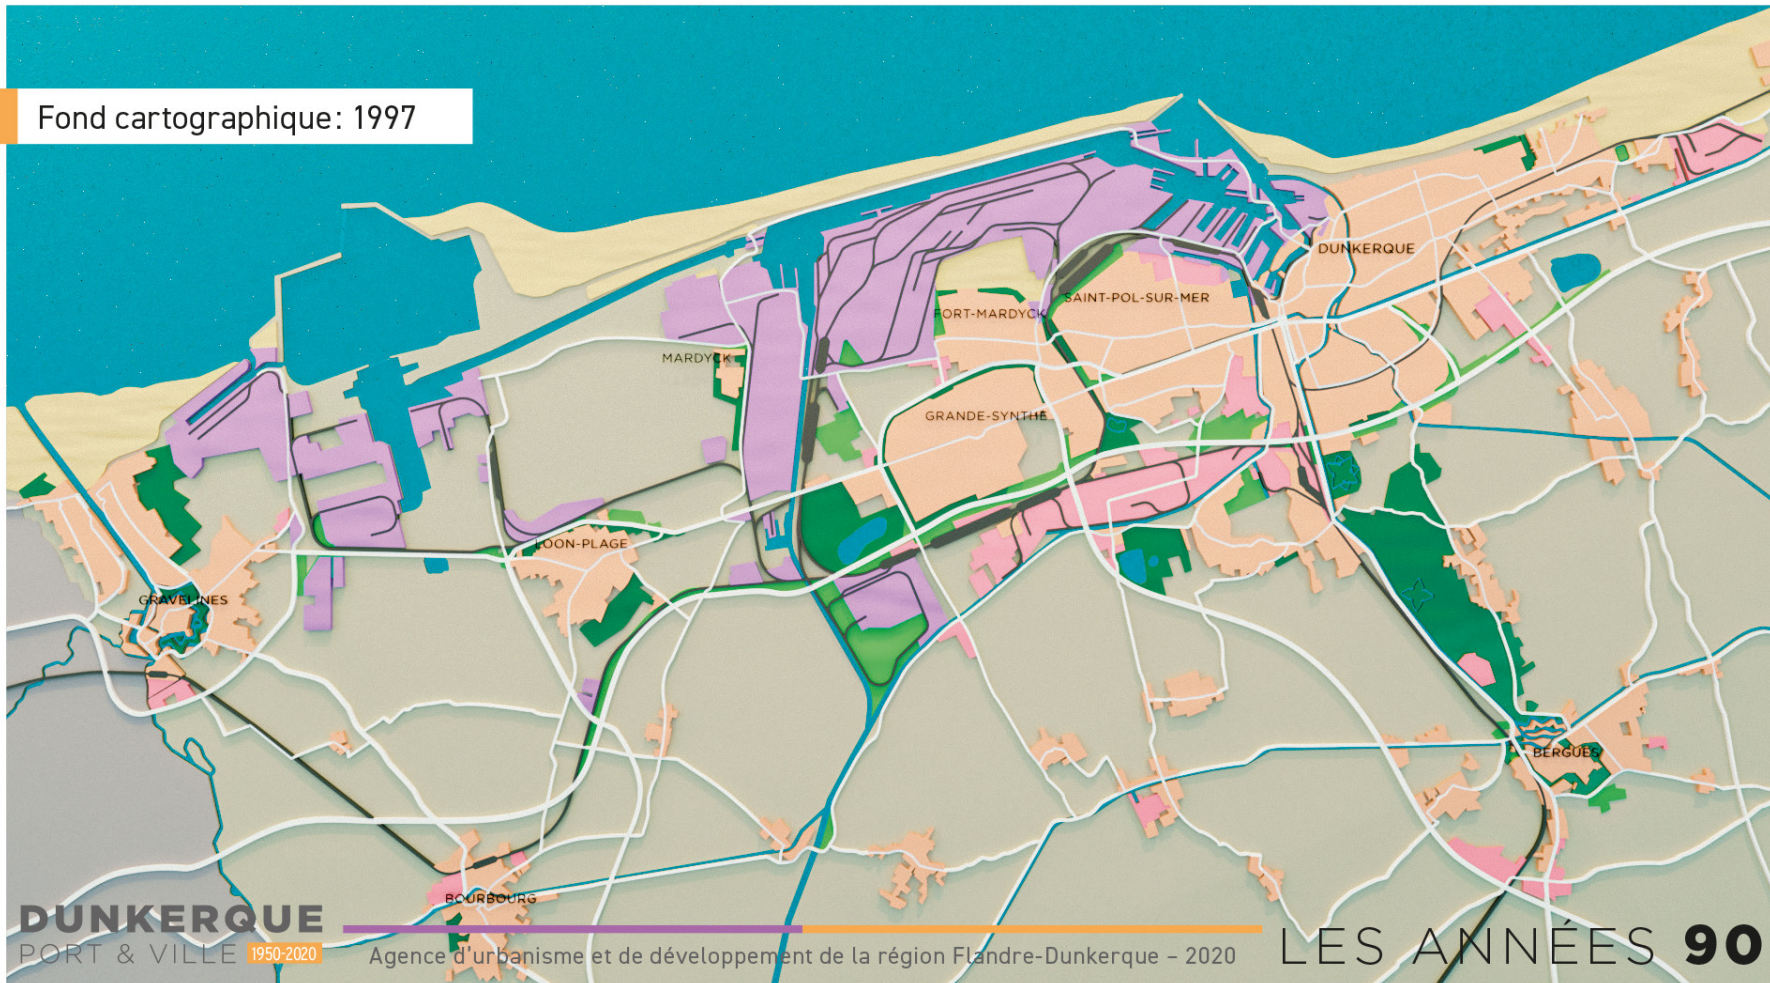 Fond cartographique: 1997
DUNKERQUE
SAINT-POL-SUR-MER
FORT-MARDYCK
MARDYCK
GRANDE-SYNTHE
LOON-PLAGE
GRAVELINES
BERGUES
BOURBOURG
DUNKERQUE
PORT & VILLE 1950-2020
Agence d'urbanisme et de développement de la région Flandre-Dunkerque – 2020
LES ANNÉES 90